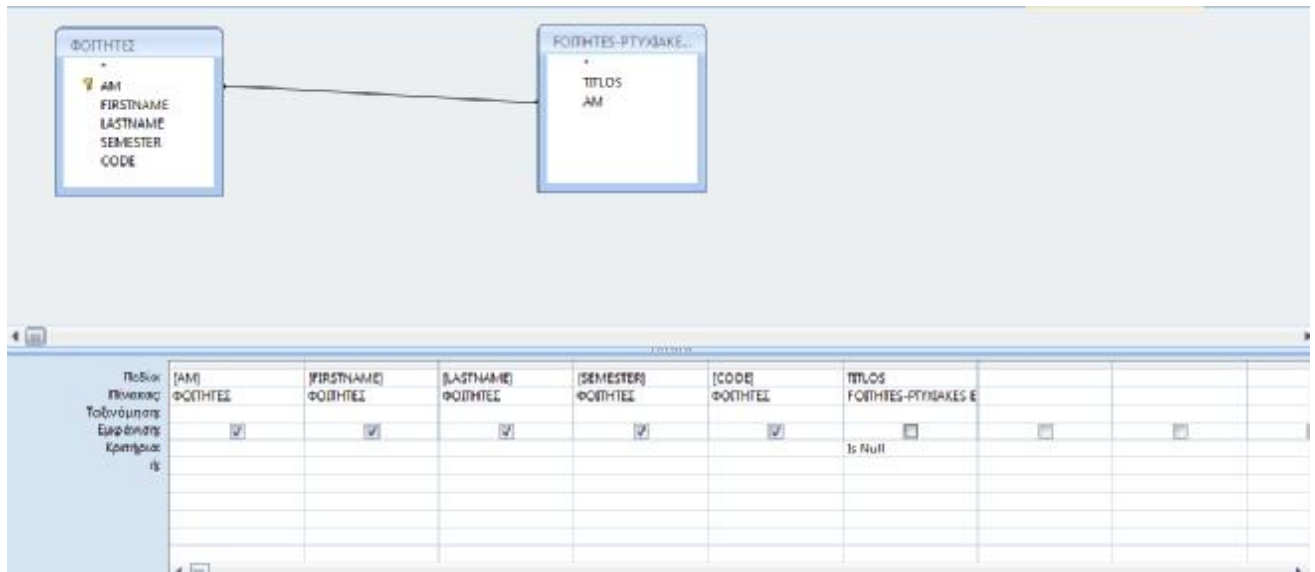 ΦΟΙΤΗΤΕΣ
*
AM
FIRSTNAME
LASTNAME
SEMESTER
CODE
FOITHTES-PTYXIAKE...
*
TITLOS
AM
Πεδίο: [AM] [FIRSTNAME] [LASTNAME] [SEMESTER] [CODE] TITLOS
Πίνακας: ΦΟΙΤΗΤΕΣ ΦΟΙΤΗΤΕΣ ΦΟΙΤΗΤΕΣ ΦΟΙΤΗΤΕΣ ΦΟΙΤΗΤΕΣ FOITHTES-PTYXIAKES E
Ταξινόμηση:
Εμφάνιση:
Κριτήρια: Is Null
ή: